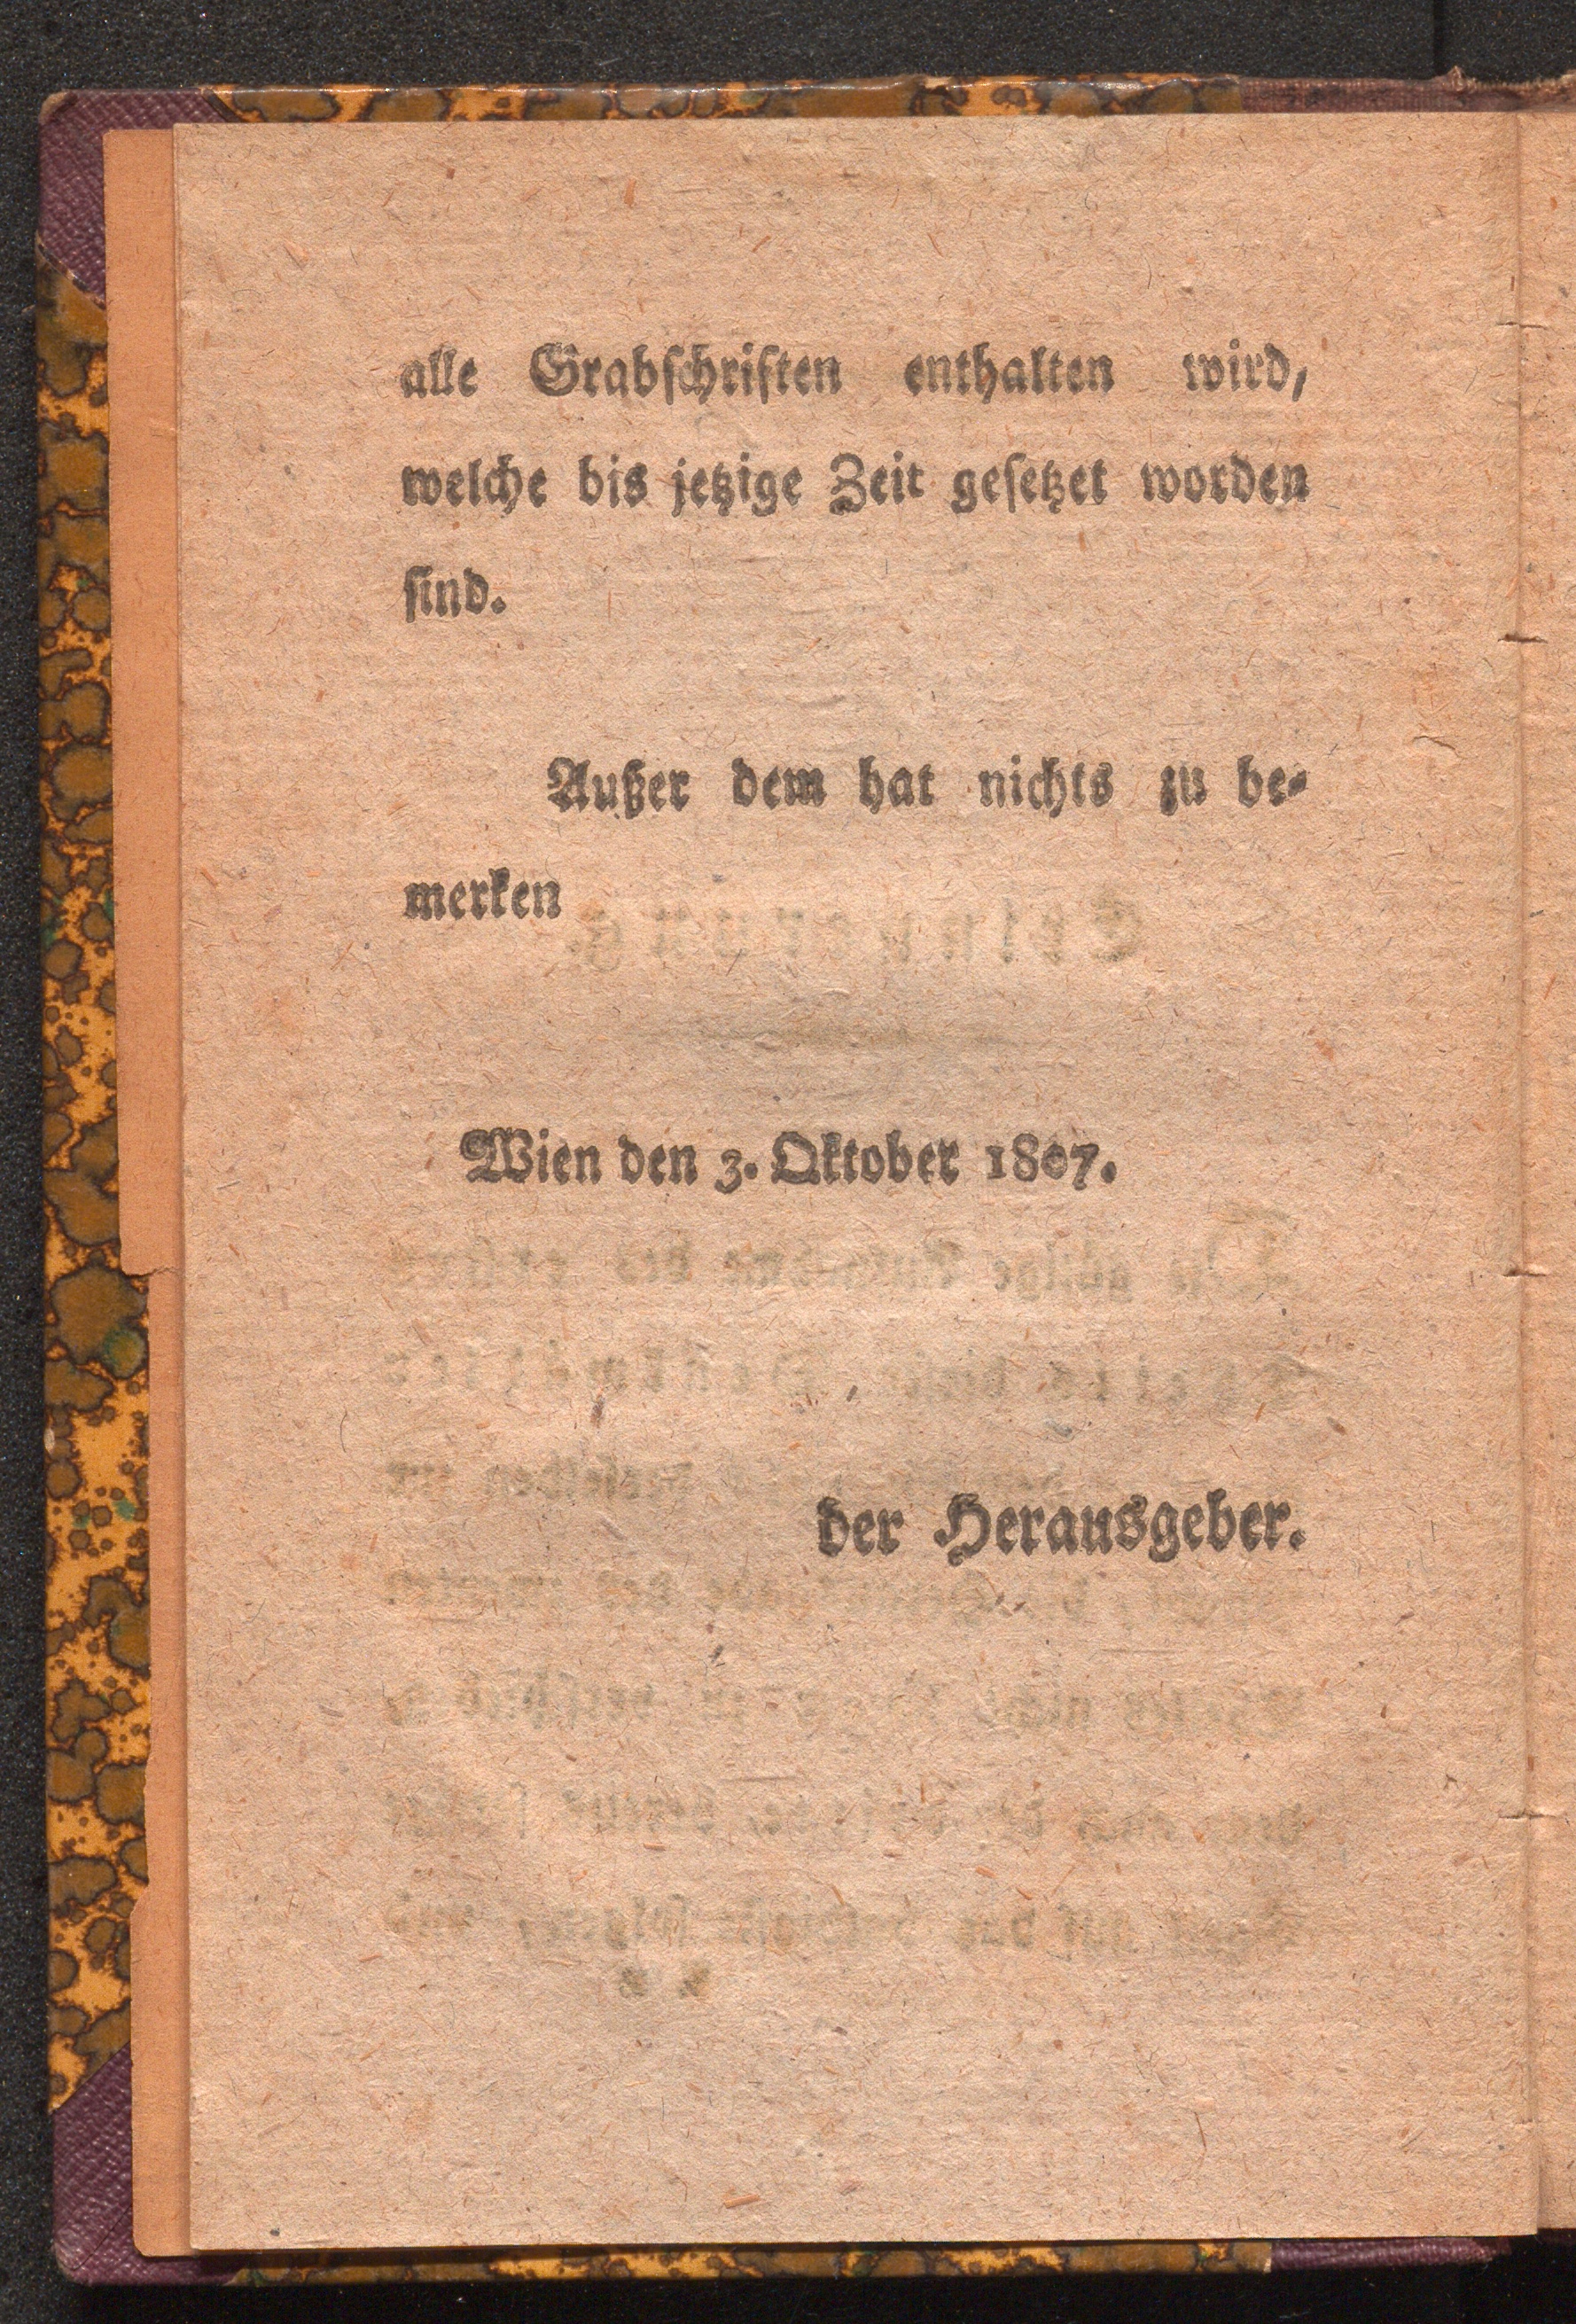 alle Grabschriften enthalten wird,
welche bis jetzige Zeit gesetzet worden
sind.
Außer dem hat nichts zu be-
merken
Wien den 3. Oktober 1807.
der Herausgeber.